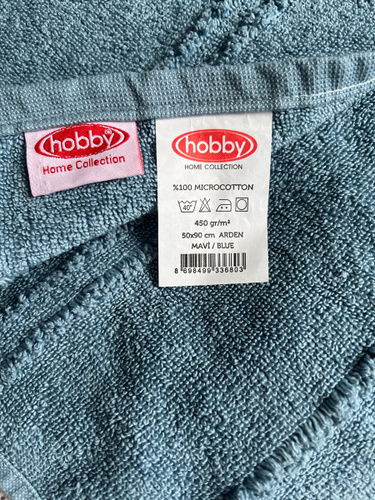 hobby®
Home Collection
hobby
HOME COLLECTION
%100 MICROCOTTON
40°
450 gr/m²
50x90 cm ARDEN
MAVİ / BLUE
8 698499 336803